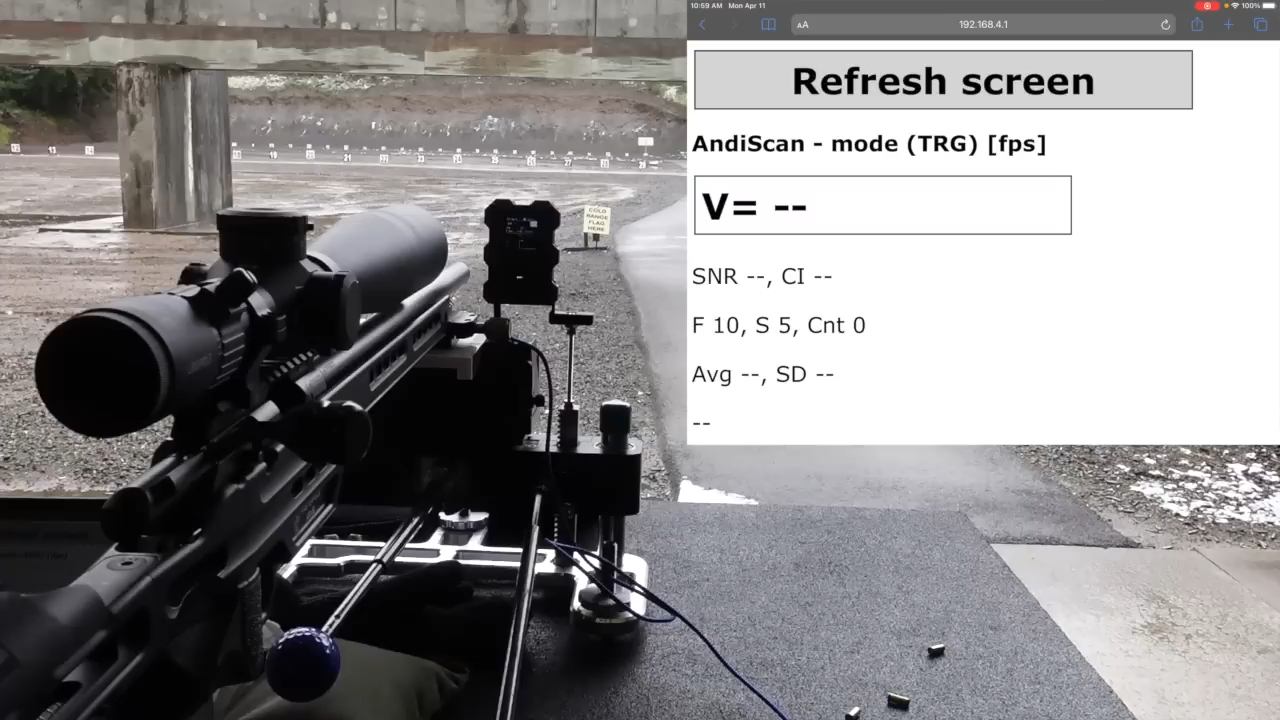 10:59 AM Mon Apr 11
100%
AA
192.168.4.1
Refresh screen
AndiScan - mode (TRG) [fps]
V= --
SNR --, CI --
F 10, S 5, Cnt 0
Avg --, SD --
--
COLD
RANGE
FLAG
HERE